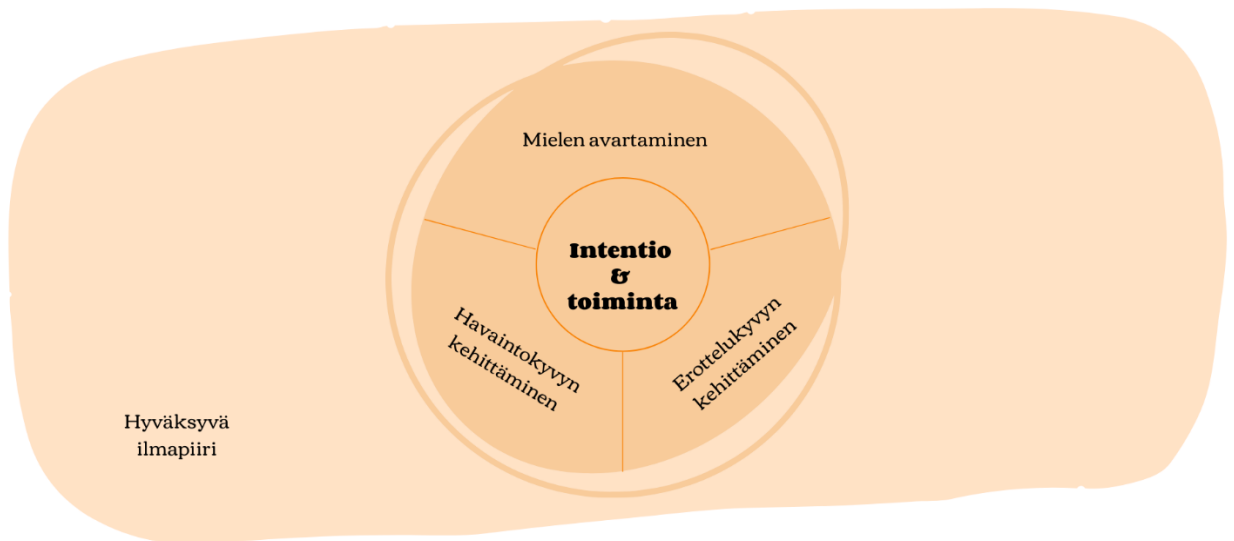 Mielen avartaminen
Intentio
&
toiminta
Havaintokyvyn
kehittäminen
Erottelukyvyn
kehittäminen
Hyväksyvä
ilmapiiri